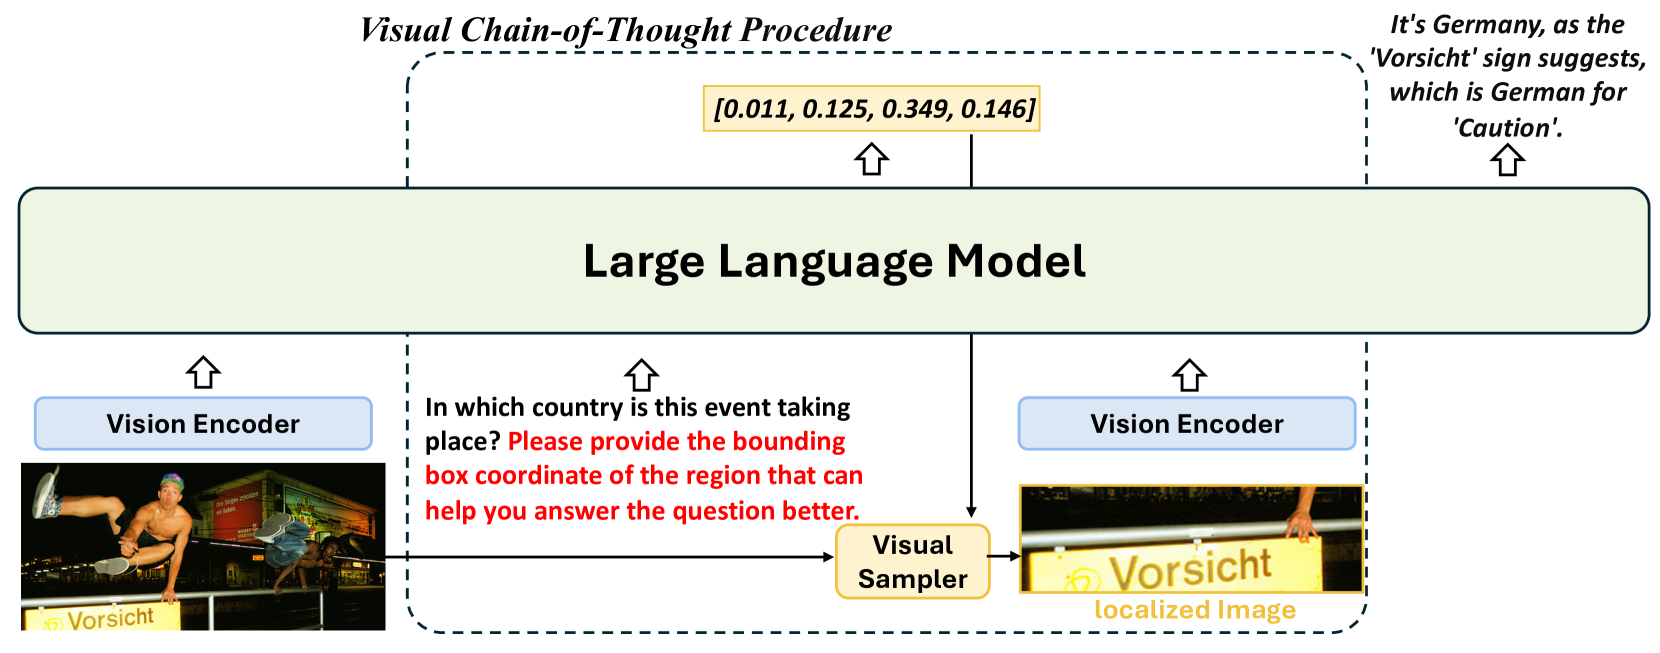 Visual Chain-of-Thought Procedure
It's Germany, as the
'Vorsicht' sign suggests,
which is German for
'Caution'.
[0.011, 0.125, 0.349, 0.146]
Large Language Model
Vision Encoder
In which country is this event taking
place? Please provide the bounding
box coordinate of the region that can
help you answer the question better.
Vision Encoder
Visual
Sampler
Vorsicht
Vorsicht
localized Image